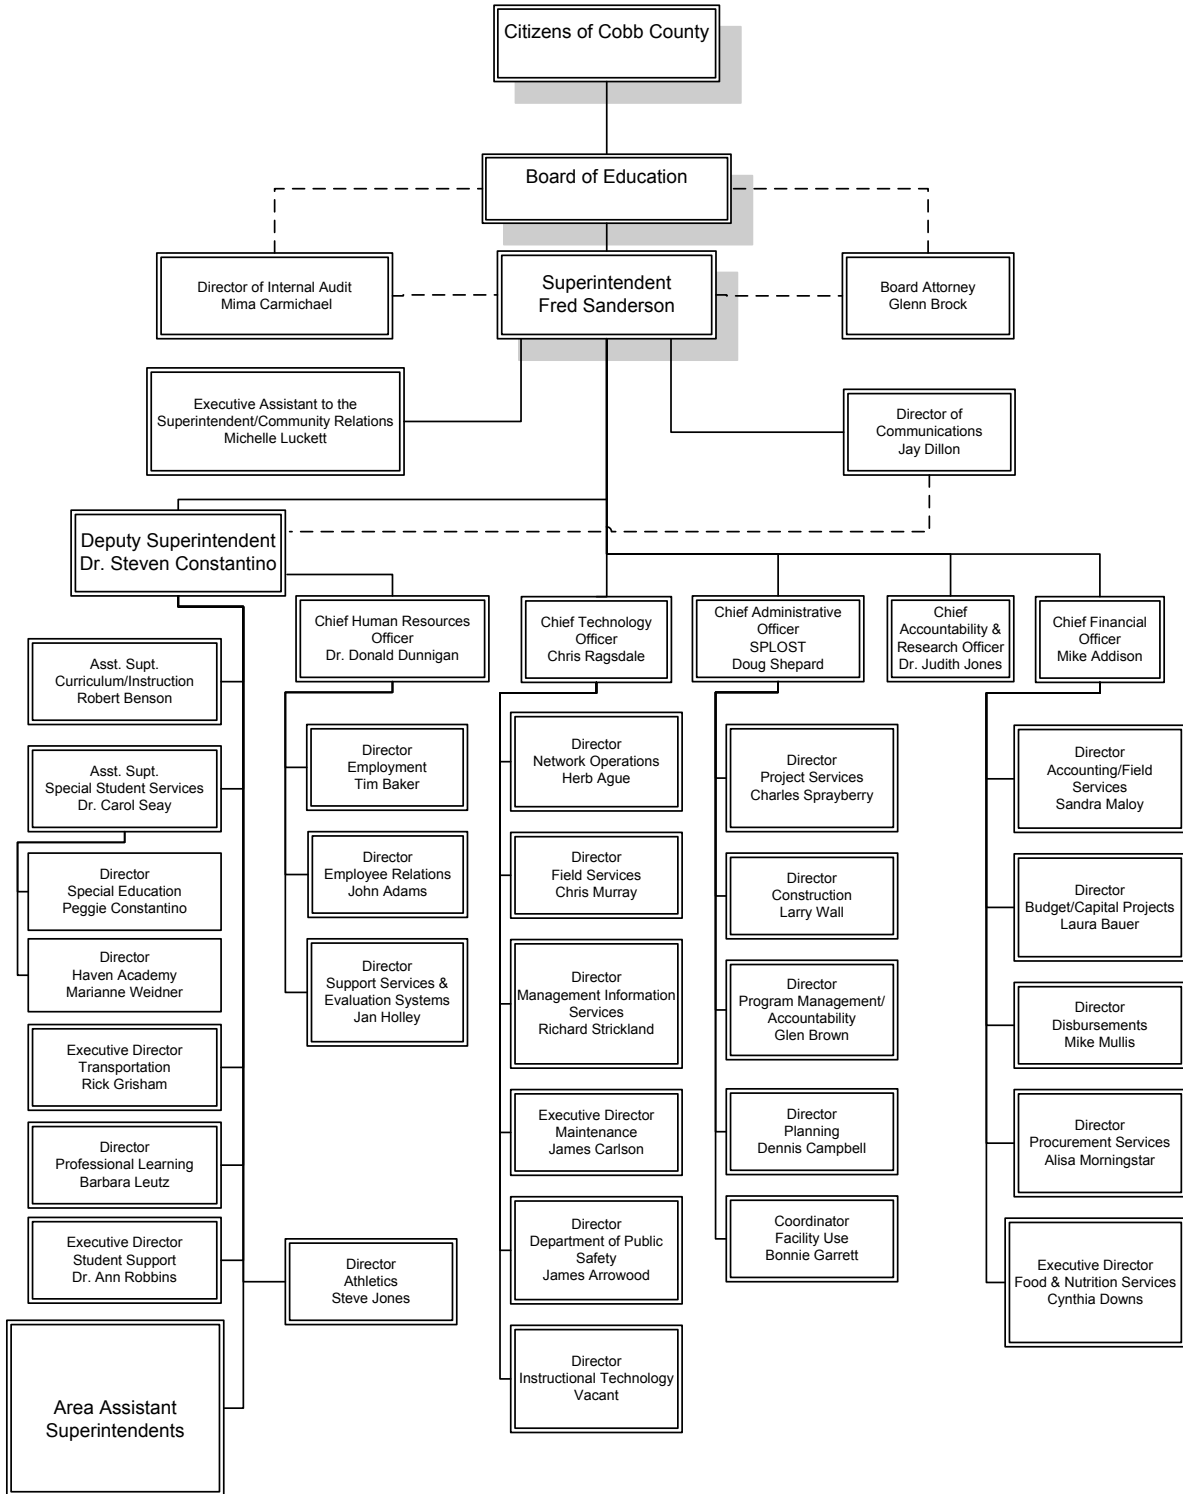 Citizens of Cobb County
Board of Education
Director of Internal Audit
Mima Carmichael
Superintendent
Fred Sanderson
Board Attorney
Glenn Brock
Executive Assistant to the
Superintendent/Community Relations
Michelle Luckett
Director of
Communications
Jay Dillon
Deputy Superintendent
Dr. Steven Constantino
Chief Human Resources
Officer
Dr. Donald Dunnigan
Chief Technology
Officer
Chris Ragsdale
Chief Administrative
Officer
SPLOST
Doug Shepard
Chief
Accountability &
Research Officer
Dr. Judith Jones
Chief Financial
Officer
Mike Addison
Asst. Supt.
Curriculum/Instruction
Robert Benson
Asst. Supt.
Special Student Services
Dr. Carol Seay
Director
Special Education
Peggie Constantino
Director
Haven Academy
Marianne Weidner
Executive Director
Transportation
Rick Grisham
Director
Professional Learning
Barbara Leutz
Executive Director
Student Support
Dr. Ann Robbins
Area Assistant
Superintendents
Director
Athletics
Steve Jones
Director
Employment
Tim Baker
Director
Employee Relations
John Adams
Director
Support Services &
Evaluation Systems
Jan Holley
Director
Network Operations
Herb Ague
Director
Field Services
Chris Murray
Director
Management Information
Services
Richard Strickland
Executive Director
Maintenance
James Carlson
Director
Department of Public
Safety
James Arrowood
Director
Instructional Technology
Vacant
Director
Project Services
Charles Sprayberry
Director
Construction
Larry Wall
Director
Program Management/
Accountability
Glen Brown
Director
Planning
Dennis Campbell
Coordinator
Facility Use
Bonnie Garrett
Director
Accounting/Field
Services
Sandra Maloy
Director
Budget/Capital Projects
Laura Bauer
Director
Disbursements
Mike Mullis
Director
Procurement Services
Alisa Morningstar
Executive Director
Food & Nutrition Services
Cynthia Downs